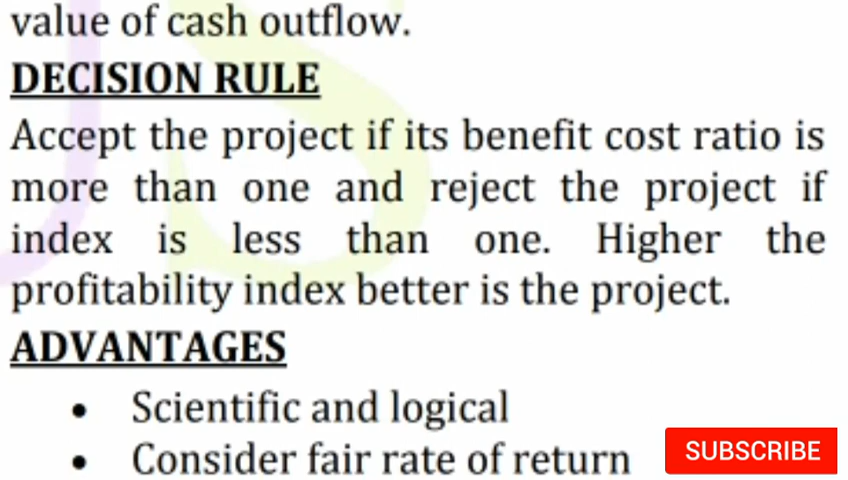 value of cash outflow.
DECISION RULE
Accept the project if its benefit cost ratio is
more than one and reject the project if
index is less than one. Higher the
profitability index better is the project.
ADVANTAGES
• Scientific and logical
• Consider fair rate of return
SUBSCRIBE